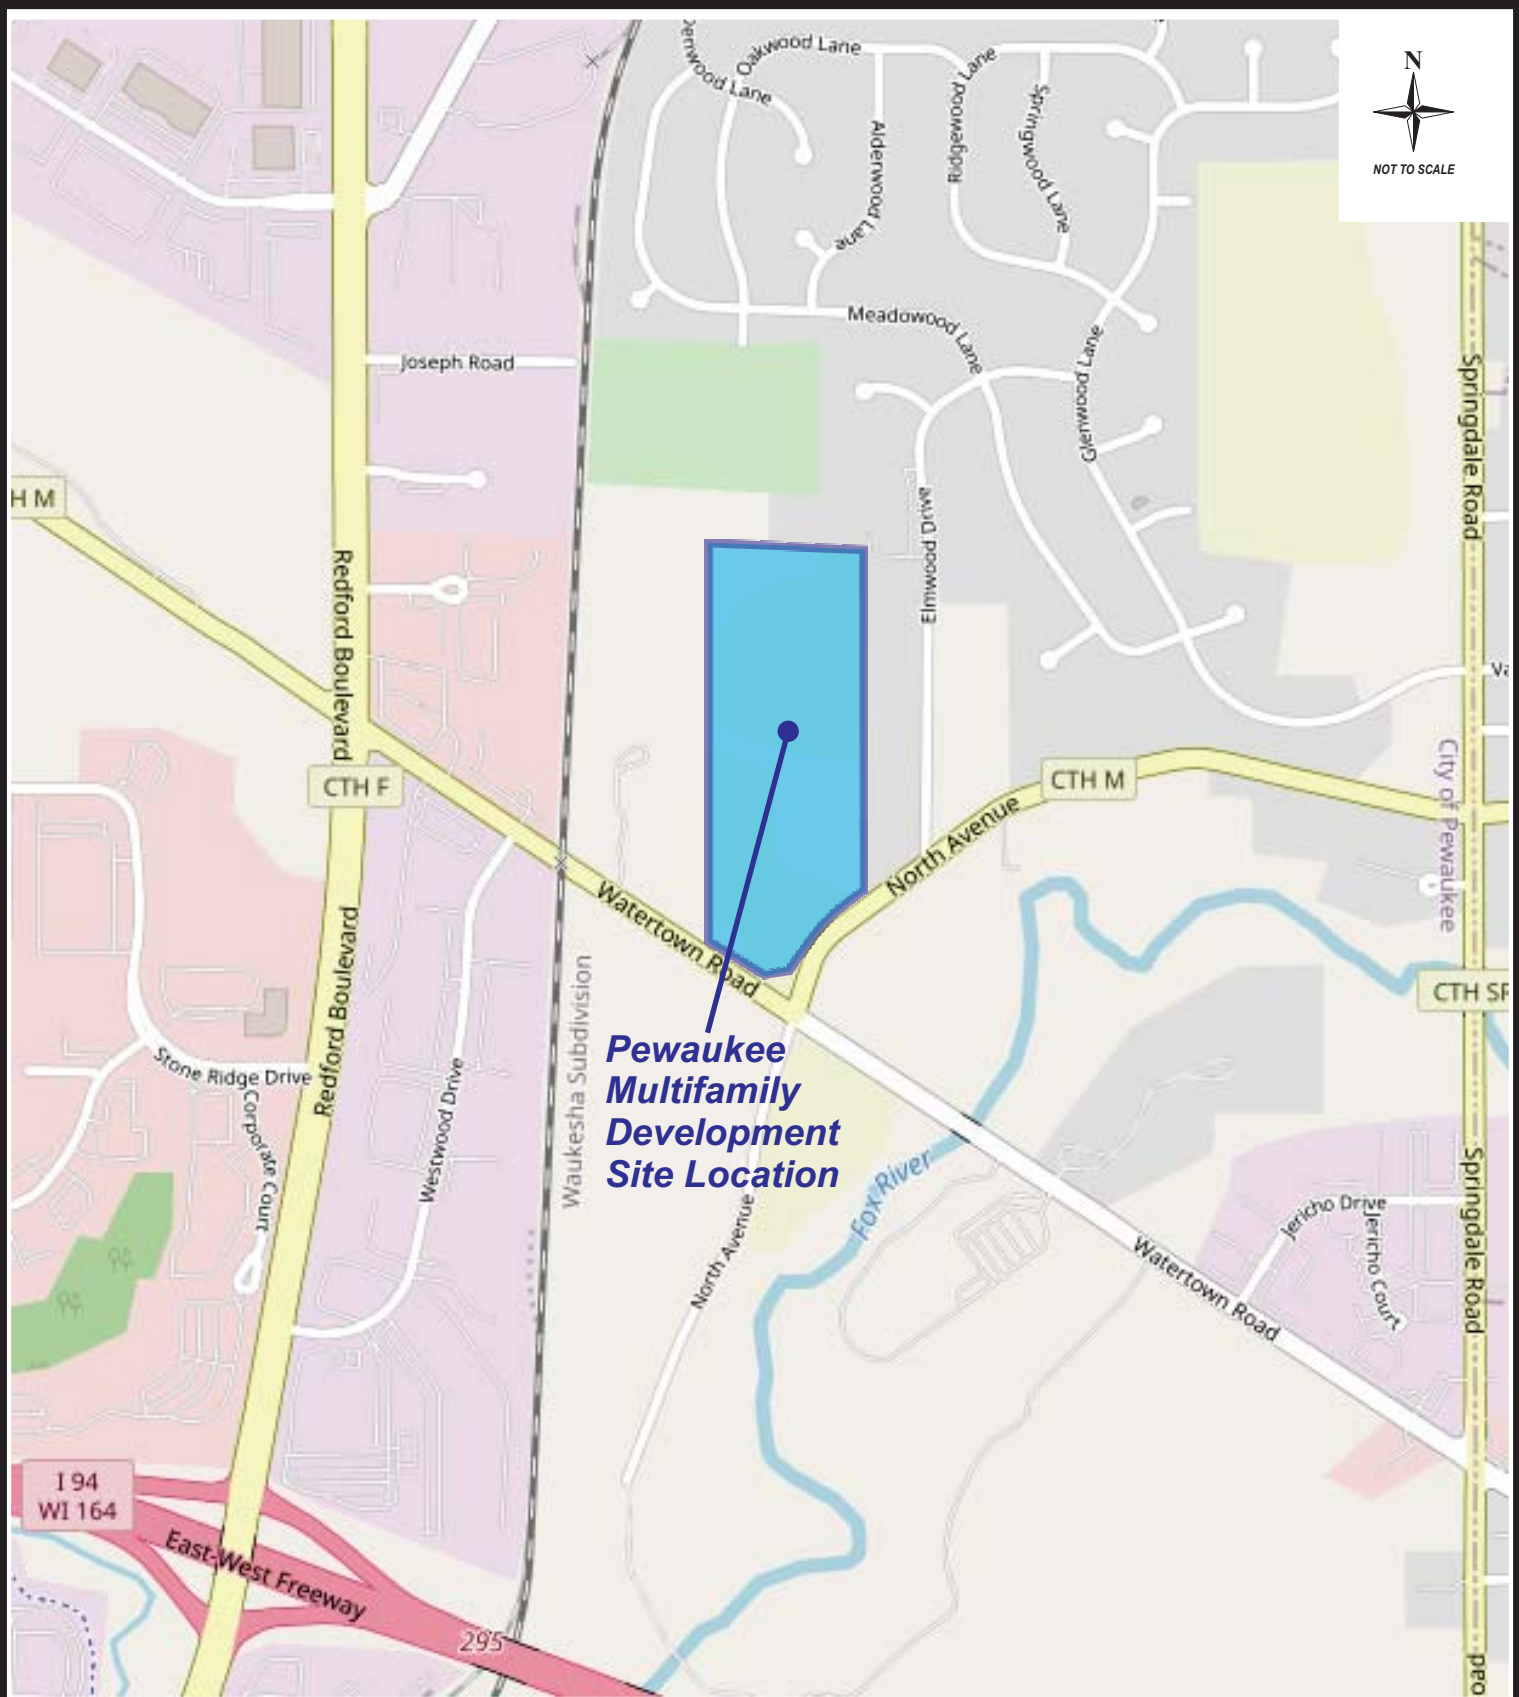 N
NOT TO SCALE
Oakwood Lane
Alderwood Lane
Ridgewood Lane
Springwood Lane
Meadowood Lane
Glenwood Lane
Joseph Road
Springdale Road
H M
Elmwood Drive
Redford Boulevard
CTH F
CTH M
North Avenue
City of Pewaukee
Watertown Road
Redford Boulevard
Waukesha Subdivision
CTH SR
Stone Ridge Drive
Corporate Court
Westwood Drive
Pewaukee
Multifamily
Development
Site Location
Fox River
North Avenue
Watertown Road
Jericho Drive
Jericho Court
Springdale Road
I 94
WI 164
East-West Freeway
295